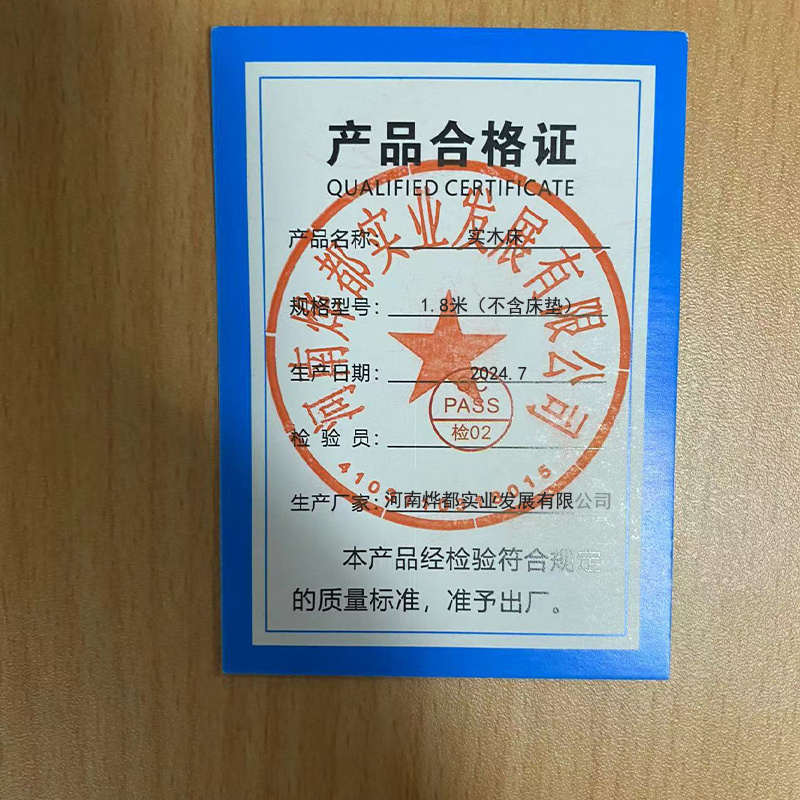 产品合格证
QUALIFIED CERTIFICATE
产品名称：实木床
规格型号：1.8米（不含床垫）
生产日期：2024.7
检 验 员：
QC
PASS
检02
生产厂家：河南烨都实业发展有限公司
本产品经检验符合规定
的质量标准，准予出厂。
河南烨都实业发展有限公司